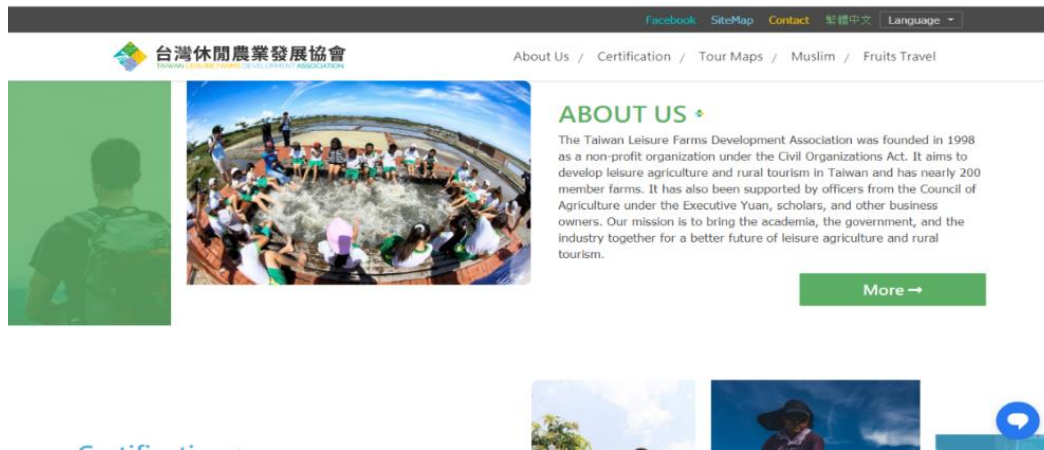 Facebook SiteMap Contact 繁體中文 Language
台灣休閒農業發展協會
TAIWAN LEISURE FARMS DEVELOPMENT ASSOCIATION
About Us / Certification / Tour Maps / Muslim / Fruits Travel
ABOUT US
The Taiwan Leisure Farms Development Association was founded in 1998
as a non-profit organization under the Civil Organizations Act. It aims to
develop leisure agriculture and rural tourism in Taiwan and has nearly 200
member farms. It has also been supported by officers from the Council of
Agriculture under the Executive Yuan, scholars, and other business
owners. Our mission is to bring the academia, the government, and the
industry together for a better future of leisure agriculture and rural
tourism.
More →